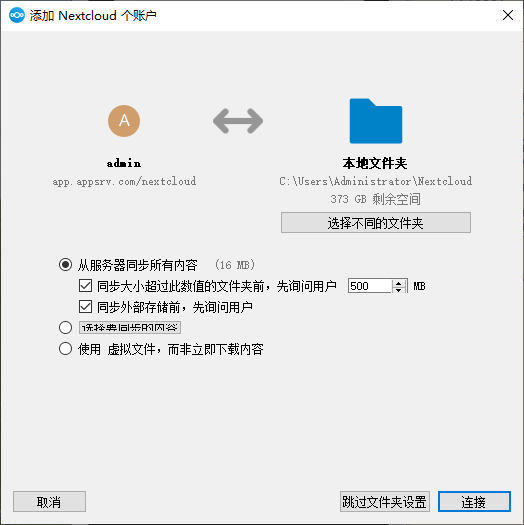 添加 Nextcloud 个账户
A
admin
app.appsrv.com/nextcloud
本地文件夹
C:\Users\Administrator\Nextcloud
373 GB 剩余空间
选择不同的文件夹
从服务器同步所有内容 (16 MB)
同步大小超过此数值的文件夹前，先询问用户 500 MB
同步外部存储前，先询问用户
选择要同步的内容
使用 虚拟文件，而非立即下载内容
取消
跳过文件夹设置
连接